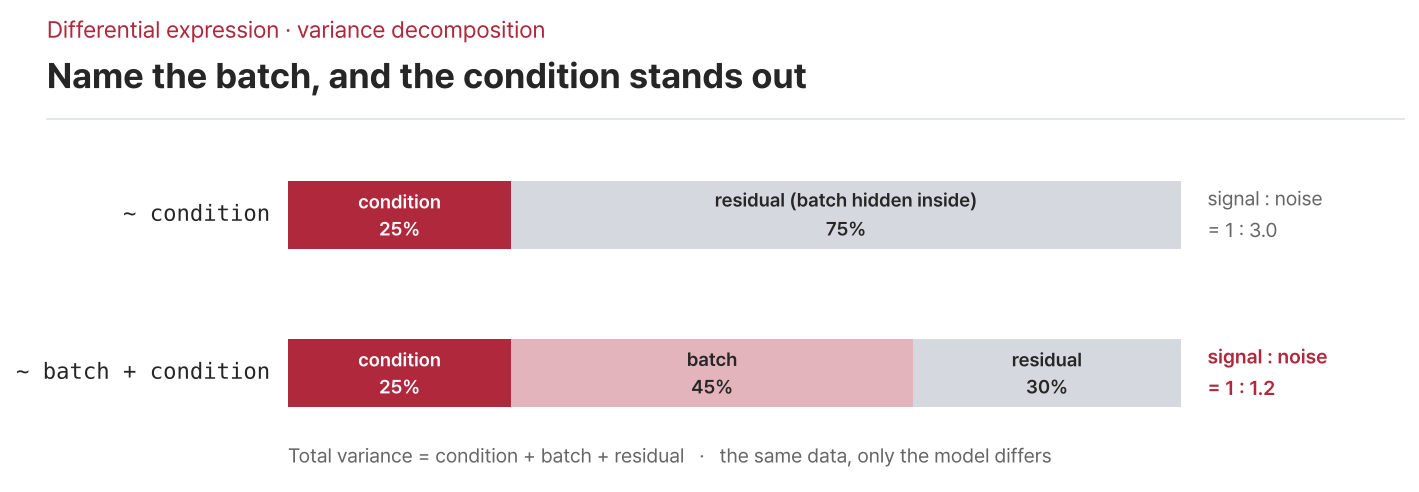 Differential expression · variance decomposition
Name the batch, and the condition stands out
~ condition
condition
25%
residual (batch hidden inside)
75%
signal : noise
= 1 : 3.0
~ batch + condition
condition
25%
batch
45%
residual
30%
signal : noise
= 1 : 1.2
Total variance = condition + batch + residual · the same data, only the model differs